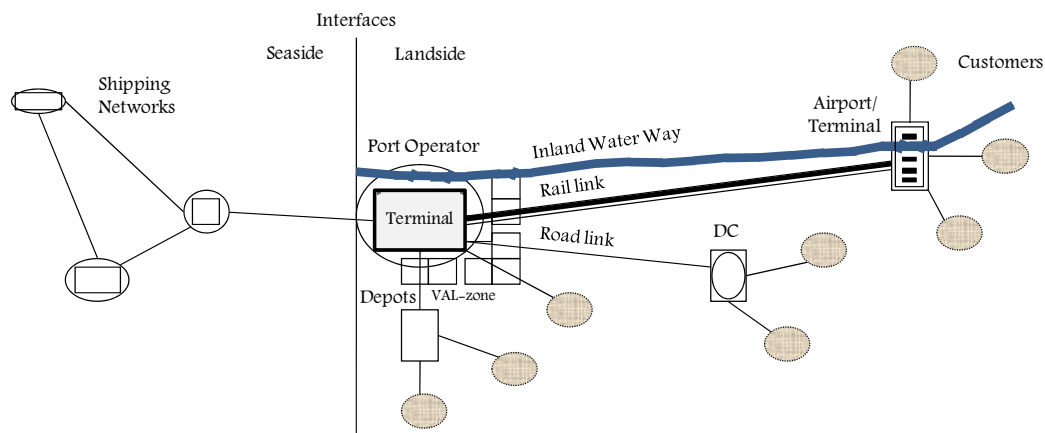 Interfaces
Seaside
Landside
Customers
Shipping
Networks
Airport/
Terminal
Port Operator
Inland Water Way
Rail link
Terminal
Road link
DC
Depots
VAL-zone